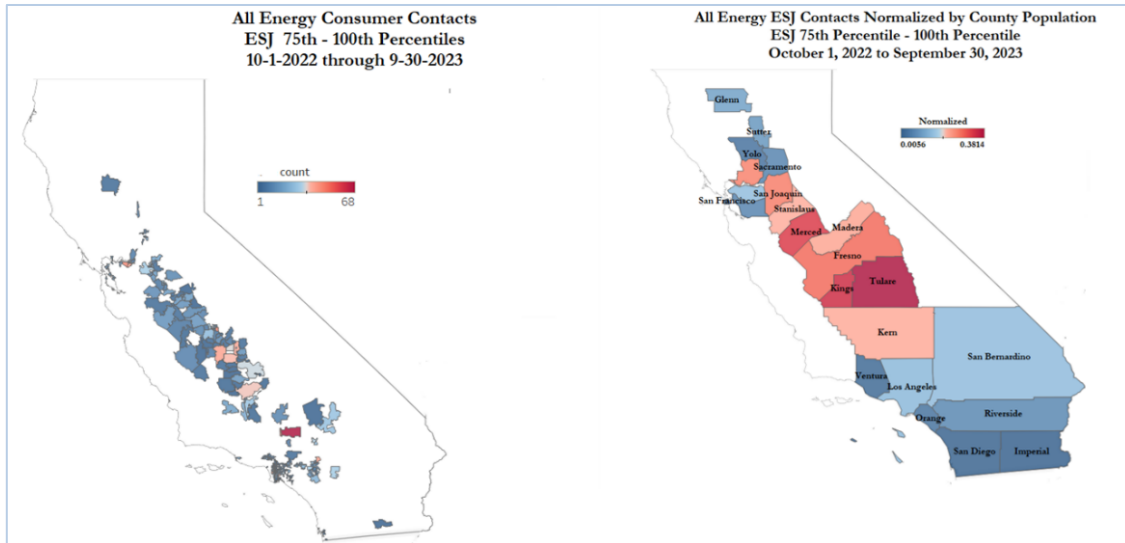 All Energy Consumer Contacts
ESJ 75th - 100th Percentiles
10-1-2022 through 9-30-2023
count
1 68
All Energy ESJ Contacts Normalized by County Population
ESJ 75th Percentile - 100th Percentile
October 1, 2022 to September 30, 2023
Normalized
0.0056 0.3814
Glenn
Sutter
Yolo
Sacramento
San Joaquin
San Francisco
Stanislaus
Merced
Madera
Fresno
Kings
Tulare
Kern
San Bernardino
Ventura
Los Angeles
Orange
Riverside
San Diego
Imperial